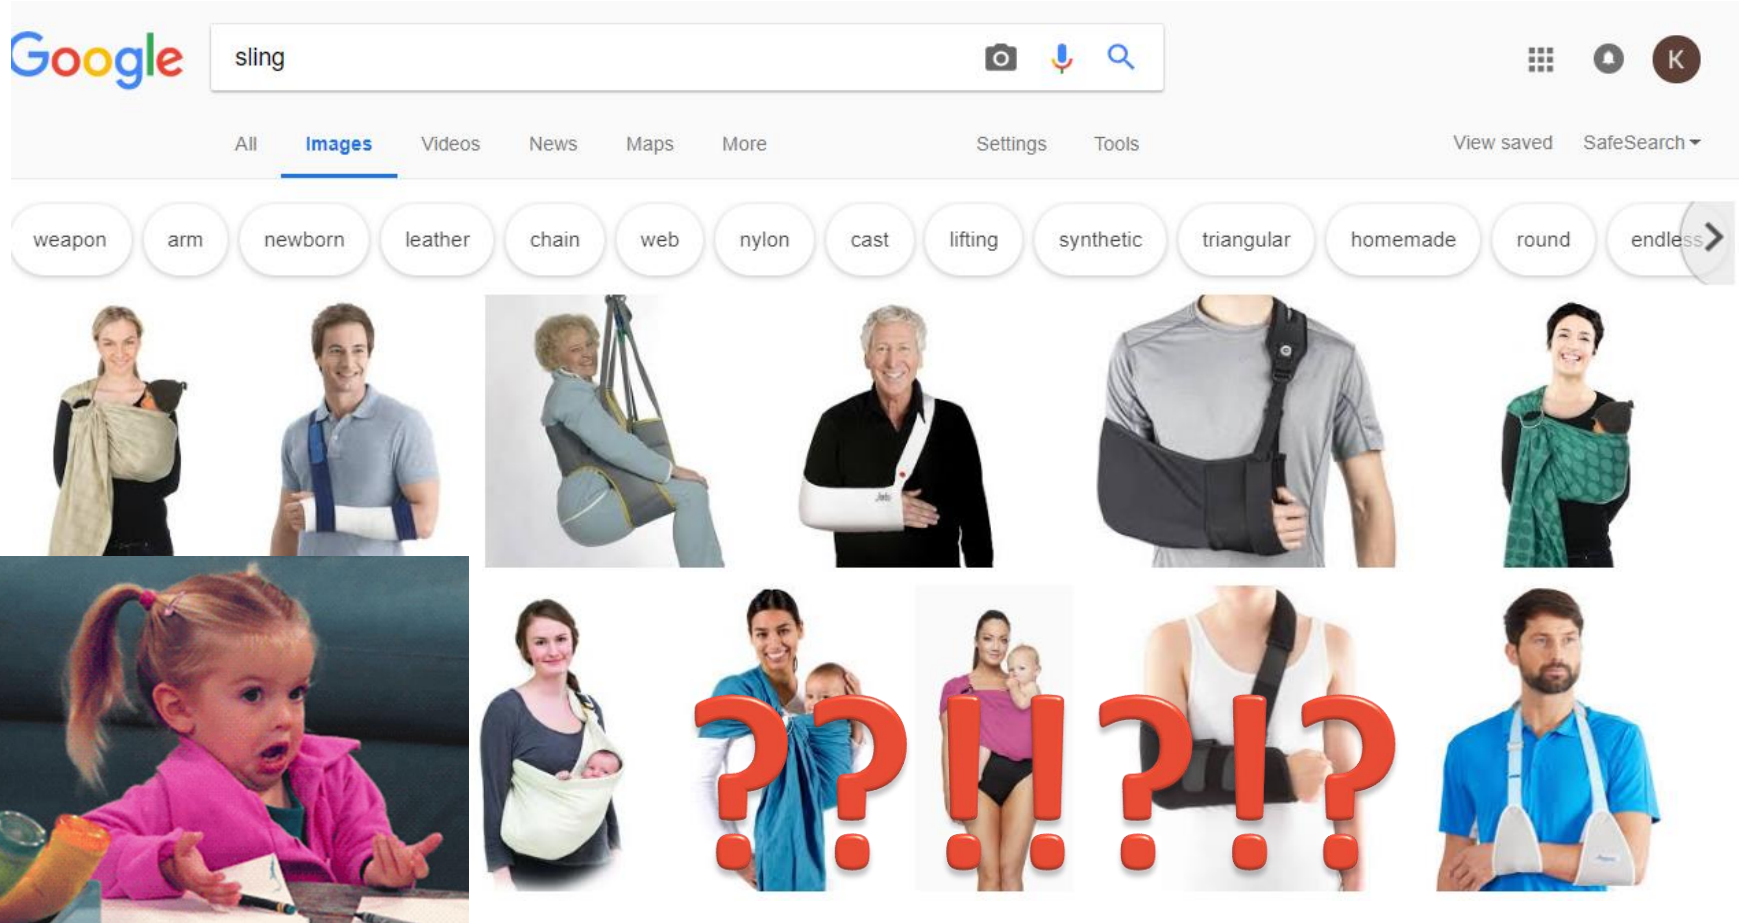 Google
sling
K
All Images Videos News Maps More Settings Tools View saved SafeSearch
weapon arm newborn leather chain web nylon cast lifting synthetic triangular homemade round endless
??!!?!?